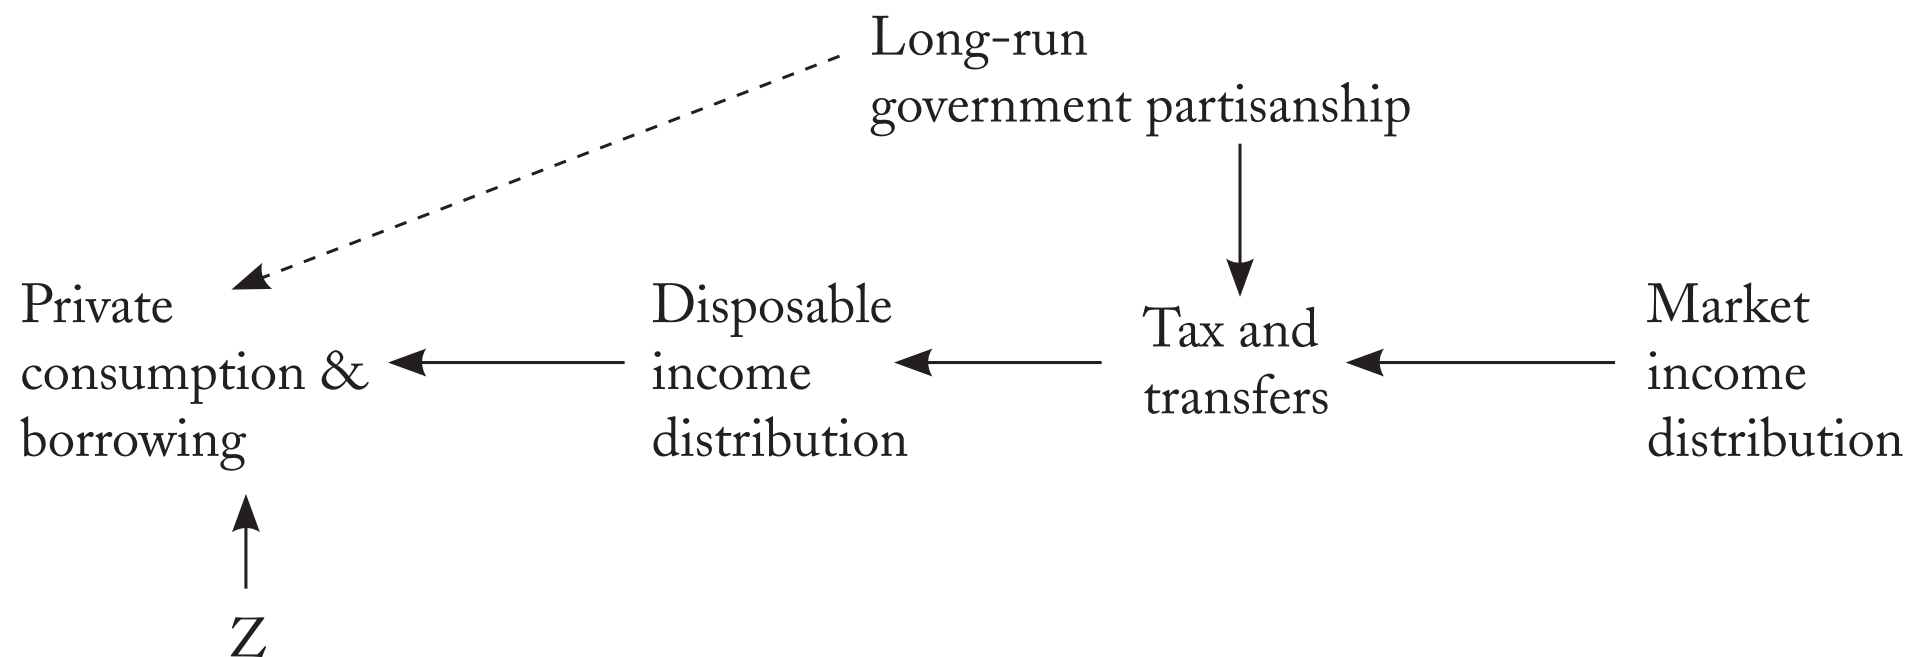 Long-run
government partisanship
Private
consumption &
borrowing
Disposable
income
distribution
Tax and
transfers
Market
income
distribution
Z